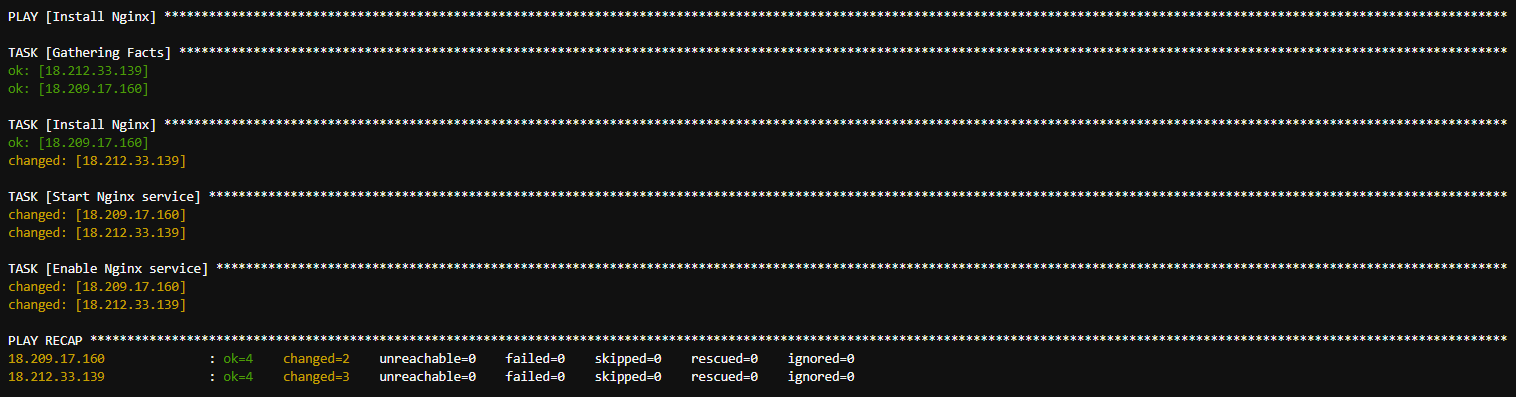 PLAY [Install Nginx] ****************************************************************************************************************************************************************************************
TASK [Gathering Facts] **************************************************************************************************************************************************************************************
ok: [18.212.33.139]
ok: [18.209.17.160]
TASK [Install Nginx] ****************************************************************************************************************************************************************************************
ok: [18.209.17.160]
changed: [18.212.33.139]
TASK [Start Nginx service] **********************************************************************************************************************************************************************************
changed: [18.209.17.160]
changed: [18.212.33.139]
TASK [Enable Nginx service] *********************************************************************************************************************************************************************************
changed: [18.209.17.160]
changed: [18.212.33.139]
PLAY RECAP **************************************************************************************************************************************************************************************************
18.209.17.160              : ok=4    changed=2    unreachable=0    failed=0    skipped=0    rescued=0    ignored=0
18.212.33.139              : ok=4    changed=3    unreachable=0    failed=0    skipped=0    rescued=0    ignored=0